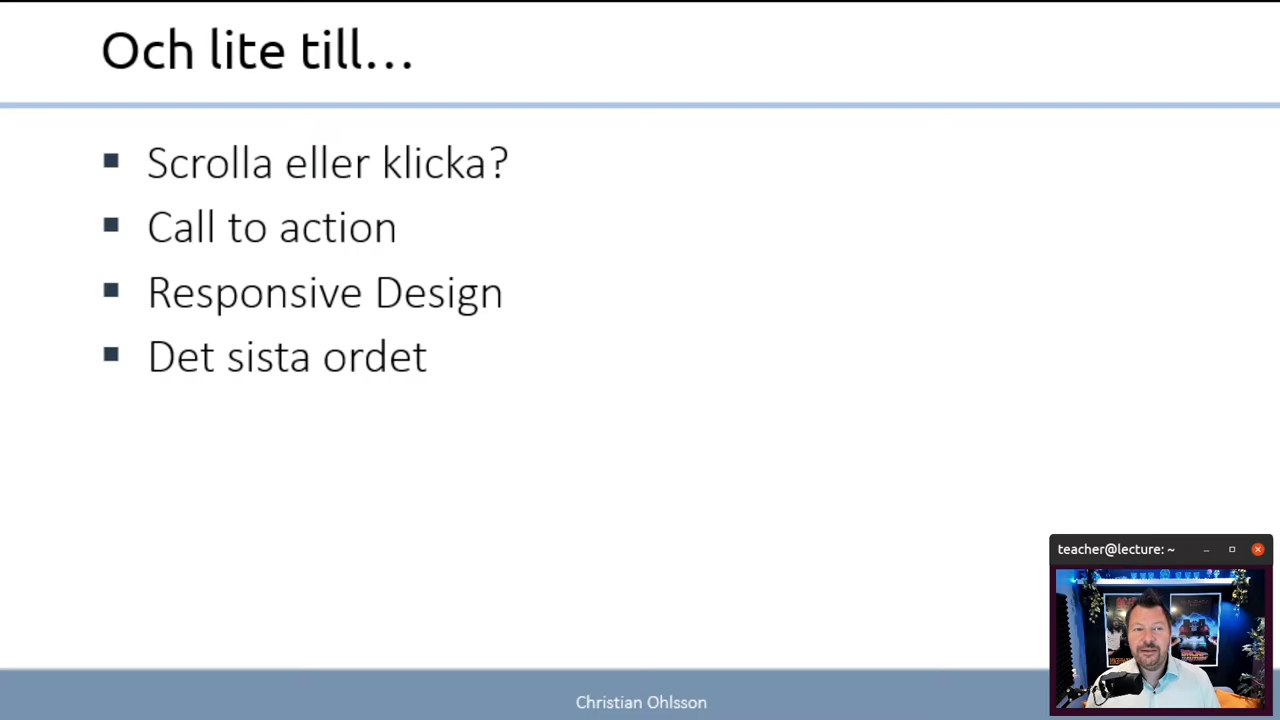 Och lite till...
Scrolla eller klicka?
Call to action
Responsive Design
Det sista ordet
teacher@lecture: ~
Christian Ohlsson